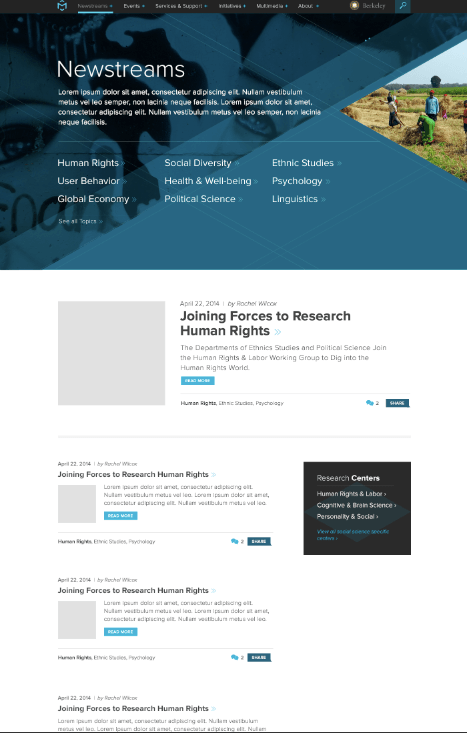 Newstreams Events Services & Support Initiatives Multimedia About Berkeley
Newstreams
Lorem ipsum dolor sit amet, consectetur adipiscing elit. Nullam vestibulum
metus vel leo semper, non lacinia neque facilisis. Lorem ipsum dolor sit amet,
consectetur adipiscing elit. Nullam vestibulum metus vel leo semper, non lacinia
neque facilisis.
Human Rights » Social Diversity » Ethnic Studies »
User Behavior » Health & Well-being » Psychology »
Global Economy » Political Science » Linguistics »
See all Topics »
April 22, 2014 | by Rachel Wilcox
Joining Forces to Research
Human Rights »
The Departments of Ethnics Studies and Political Science Join
the Human Rights & Labor Working Group to Dig into the
Human Rights World.
READ MORE
Human Rights, Ethnic Studies, Psychology 2 SHARE
April 22, 2014 | by Rachel Wilcox
Joining Forces to Research Human Rights »
Lorem ipsum dolor sit amet, consectetur adipiscing elit.
Nullam vestibulum metus vel leo. Lorem ipsum dolor sit amet,
consectetur adipiscing elit. Nullam vestibulum metus vel leo.
READ MORE
Human Rights, Ethnic Studies, Psychology 2 SHARE
Research Centers
Human Rights & Labor ›
Cognitive & Brain Science ›
Personality & Social ›
View all social science specific
centers ›
April 22, 2014 | by Rachel Wilcox
Joining Forces to Research Human Rights »
Lorem ipsum dolor sit amet, consectetur adipiscing elit.
Nullam vestibulum metus vel leo. Lorem ipsum dolor sit amet,
consectetur adipiscing elit. Nullam vestibulum metus vel leo.
READ MORE
Human Rights, Ethnic Studies, Psychology 2 SHARE
April 22, 2014 | by Rachel Wilcox
Joining Forces to Research Human Rights »
Lorem ipsum dolor sit amet, consectetur adipiscing elit. Nullam vestibulum
metus vel leo. Lorem ipsum dolor sit amet, consectetur adipiscing elit. Nullam